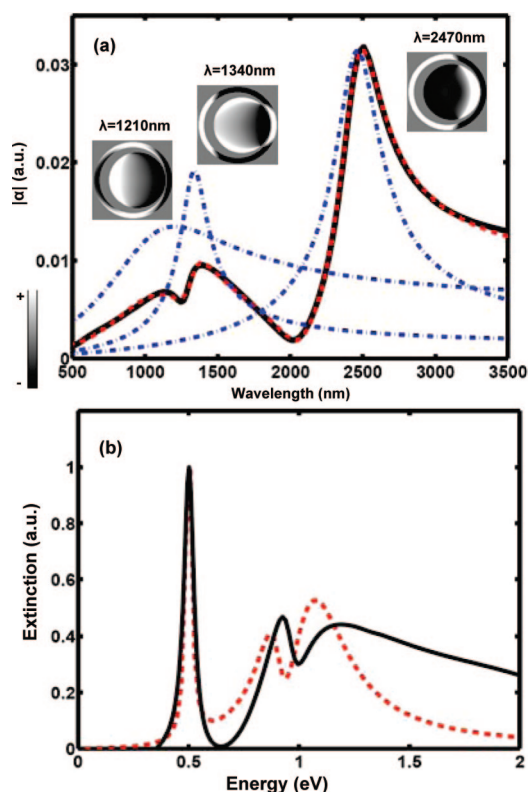 (a)
λ=1210nm
λ=1340nm
λ=2470nm
|α| (a.u.)
0.03
0.02
0.01
0
+
-
500 1000 1500 2000 2500 3000 3500
Wavelength (nm)
(b)
Extinction (a.u.)
1
0.8
0.6
0.4
0.2
0
0 0.5 1 1.5 2
Energy (eV)